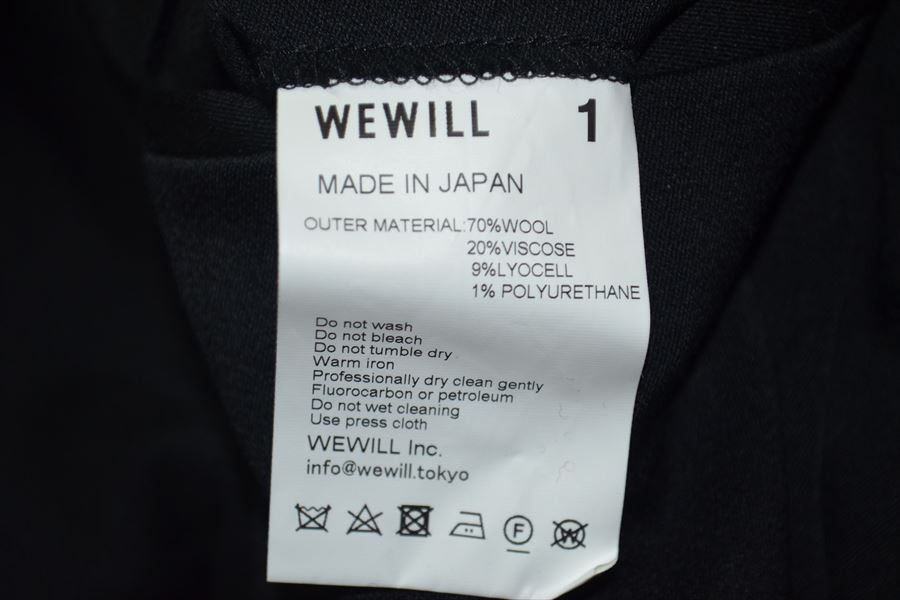 WEWILL 1
MADE IN JAPAN
OUTER MATERIAL:70%WOOL
20%VISCOSE
9%LYOCELL
1% POLYURETHANE
Do not wash
Do not bleach
Do not tumble dry
Warm iron
Professionally dry clean gently
Fluorocarbon or petroleum
Do not wet cleaning
Use press cloth
WEWILL Inc.
info@wewill.tokyo
F W